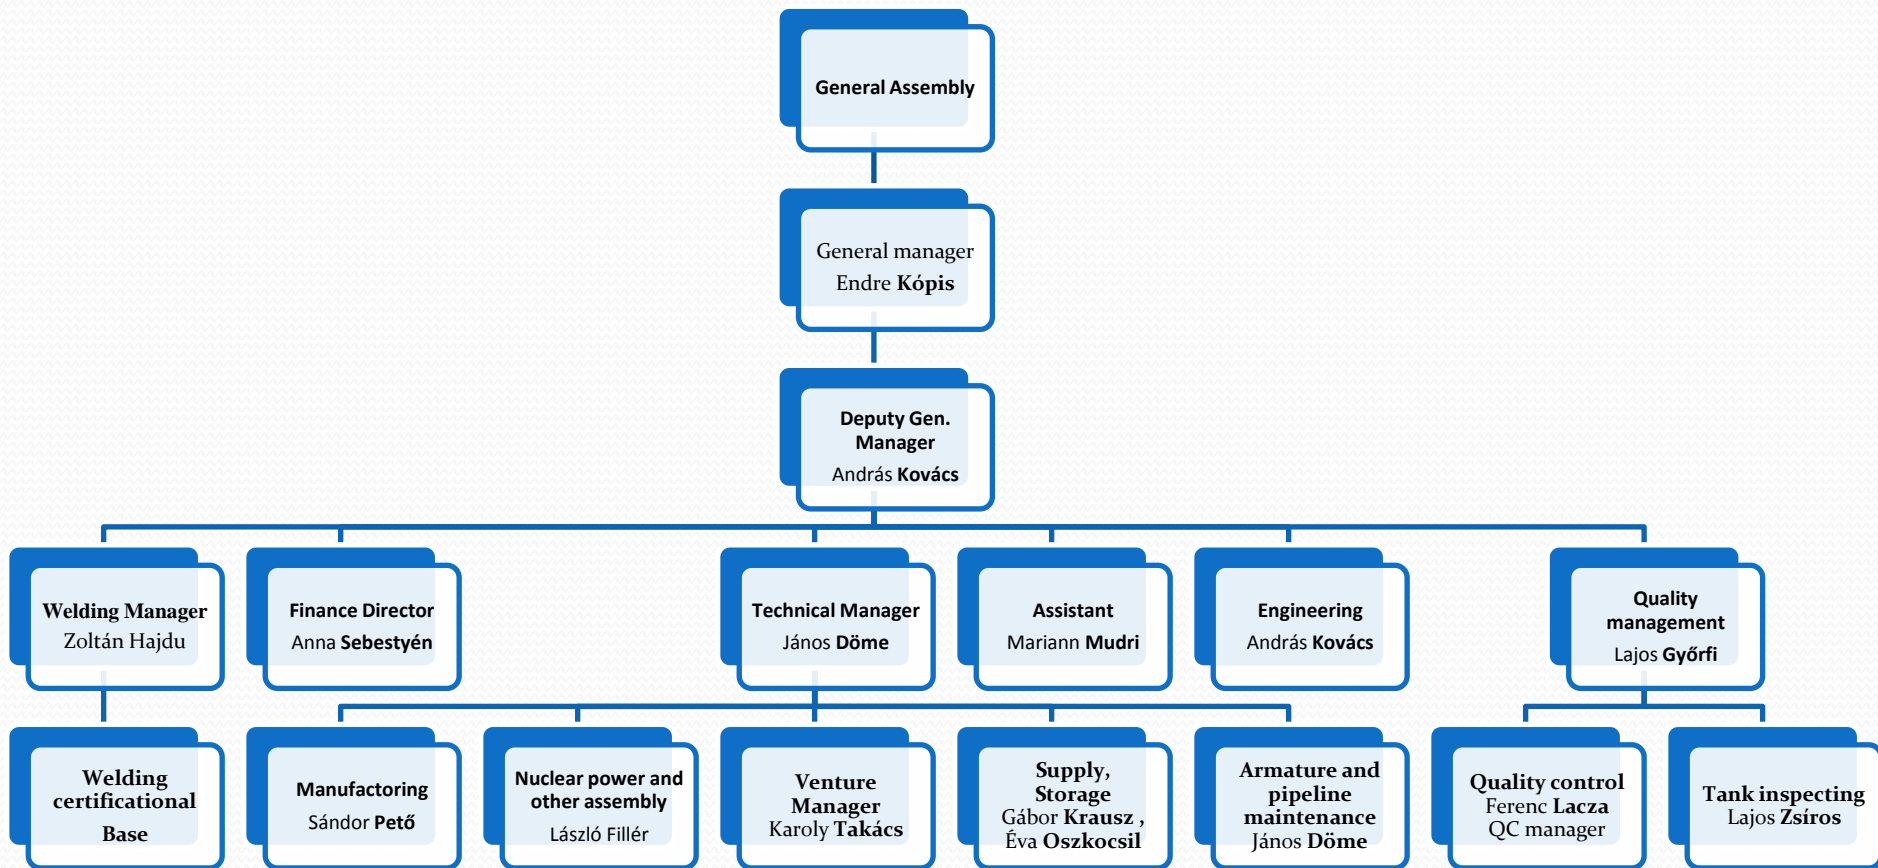 General Assembly
General manager
Endre Kópis
Deputy Gen.
Manager
András Kovács
Welding Manager
Zoltán Hajdu
Finance Director
Anna Sebestyén
Technical Manager
János Döme
Assistant
Mariann Mudri
Engineering
András Kovács
Quality
management
Lajos Győrfi
Welding
certificational
Base
Manufactoring
Sándor Pető
Nuclear power and
other assembly
László Fillér
Venture
Manager
Karoly Takács
Supply,
Storage
Gábor Krausz ,
Éva Oszkocsil
Armature and
pipeline
maintenance
János Döme
Quality control
Ferenc Lacza
QC manager
Tank inspecting
Lajos Zsíros